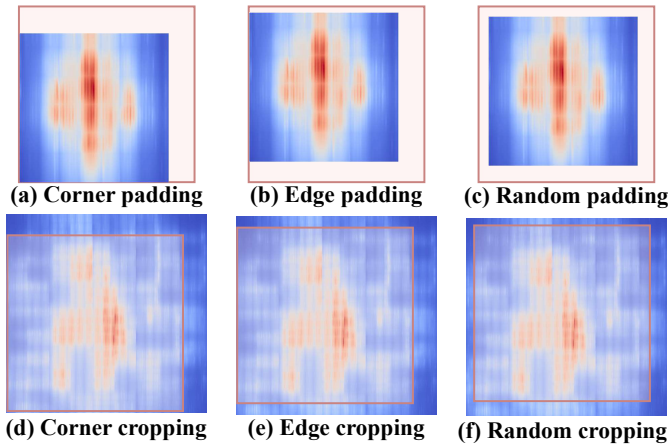 (a) Corner padding
(b) Edge padding
(c) Random padding
(d) Corner cropping
(e) Edge cropping
(f) Random cropping